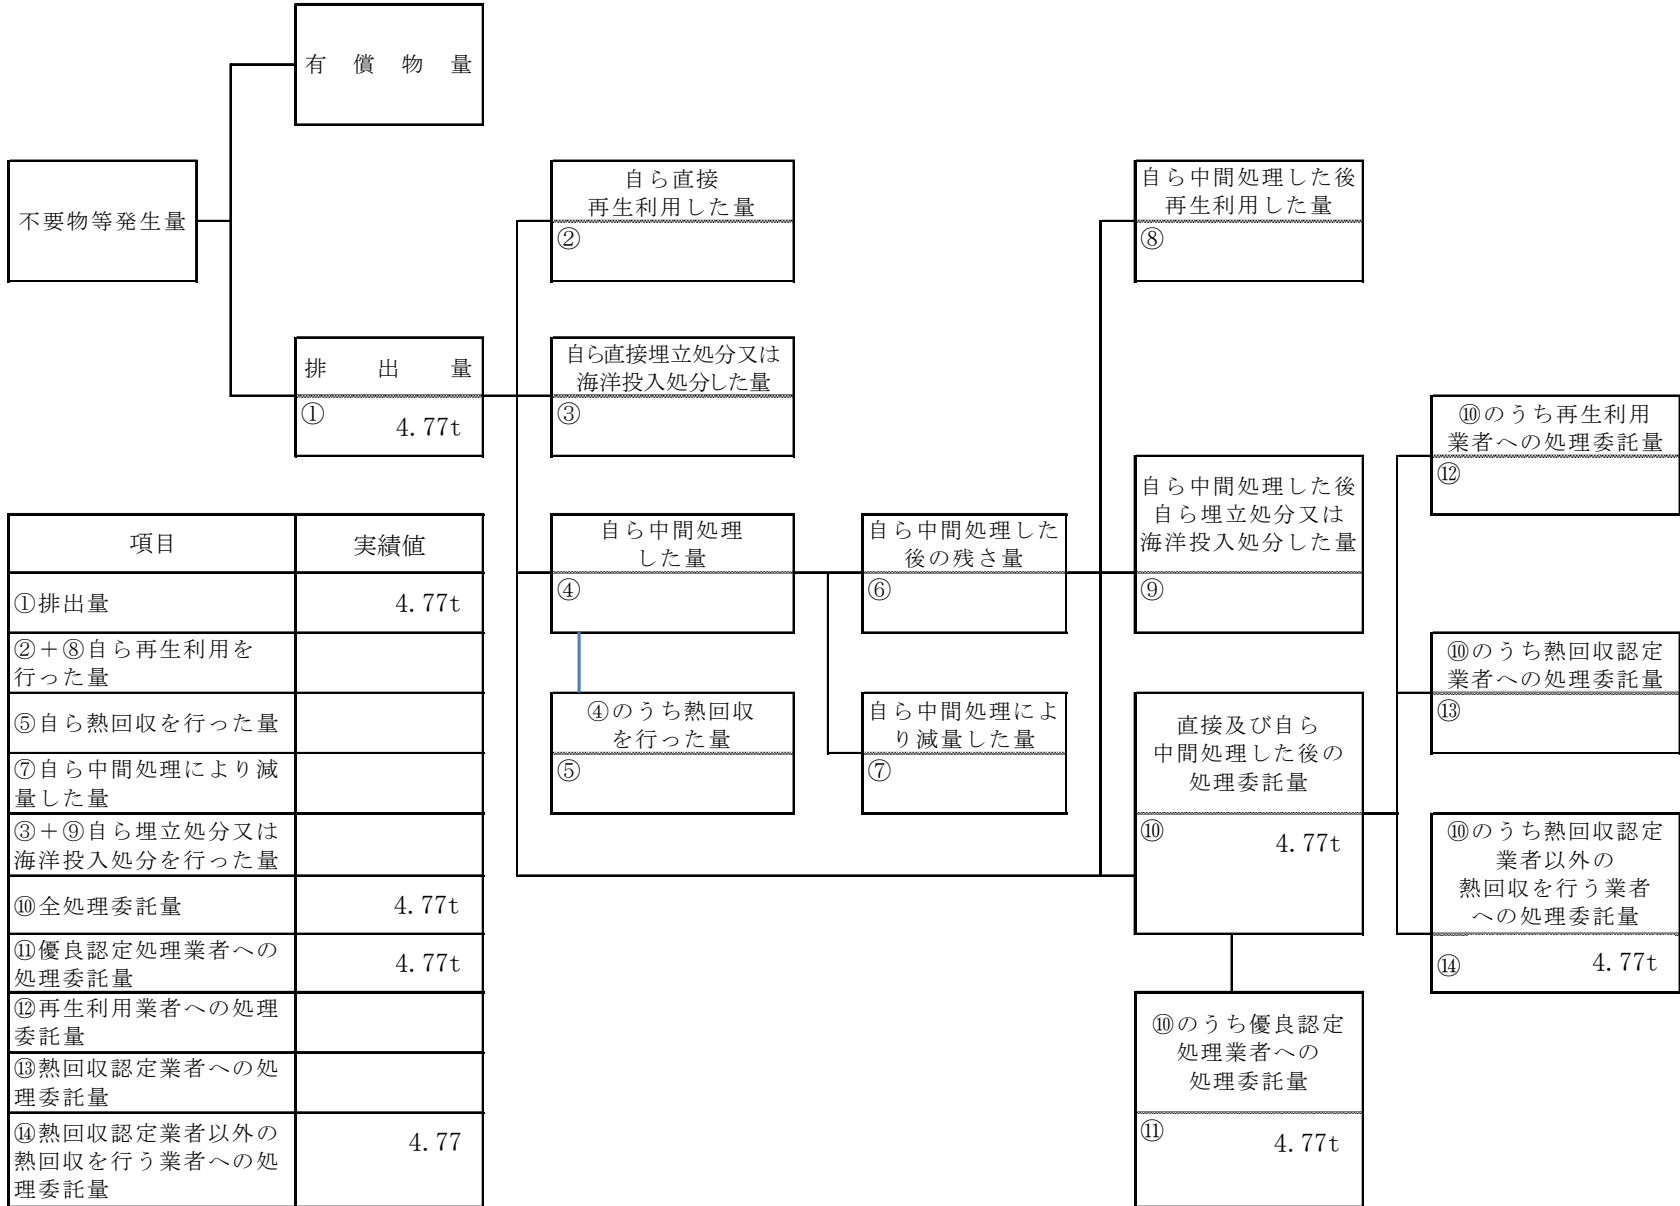 有償物量
不要物等発生量
排出量
① 4.77t
自ら直接
再生利用した量
②
自ら直接埋立処分又は
海洋投入処分した量
③
自ら中間処理
した量
④
④のうち熱回収
を行った量
⑤
自ら中間処理した
後の残さ量
⑥
自ら中間処理によ
り減量した量
⑦
自ら中間処理した後
再生利用した量
⑧
自ら中間処理した後
自ら埋立処分又は
海洋投入処分した量
⑨
直接及び自ら
中間処理した後の
処理委託量
⑩ 4.77t
⑩のうち優良認定
処理業者への
処理委託量
⑪ 4.77t
⑩のうち再生利用
業者への処理委託量
⑫
⑩のうち熱回収認定
業者への処理委託量
⑬
⑩のうち熱回収認定
業者以外の
熱回収を行う業者
への処理委託量
⑭ 4.77t
項目 実績値
①排出量 4.77t
②＋⑧自ら再生利用を
行った量
⑤自ら熱回収を行った量
⑦自ら中間処理により減
量した量
③＋⑨自ら埋立処分又は
海洋投入処分を行った量
⑩全処理委託量 4.77t
⑪優良認定処理業者への
処理委託量 4.77t
⑫再生利用業者への処理
委託量
⑬熱回収認定業者への処
理委託量
⑭熱回収認定業者以外の
熱回収を行う業者への処
理委託量 4.77